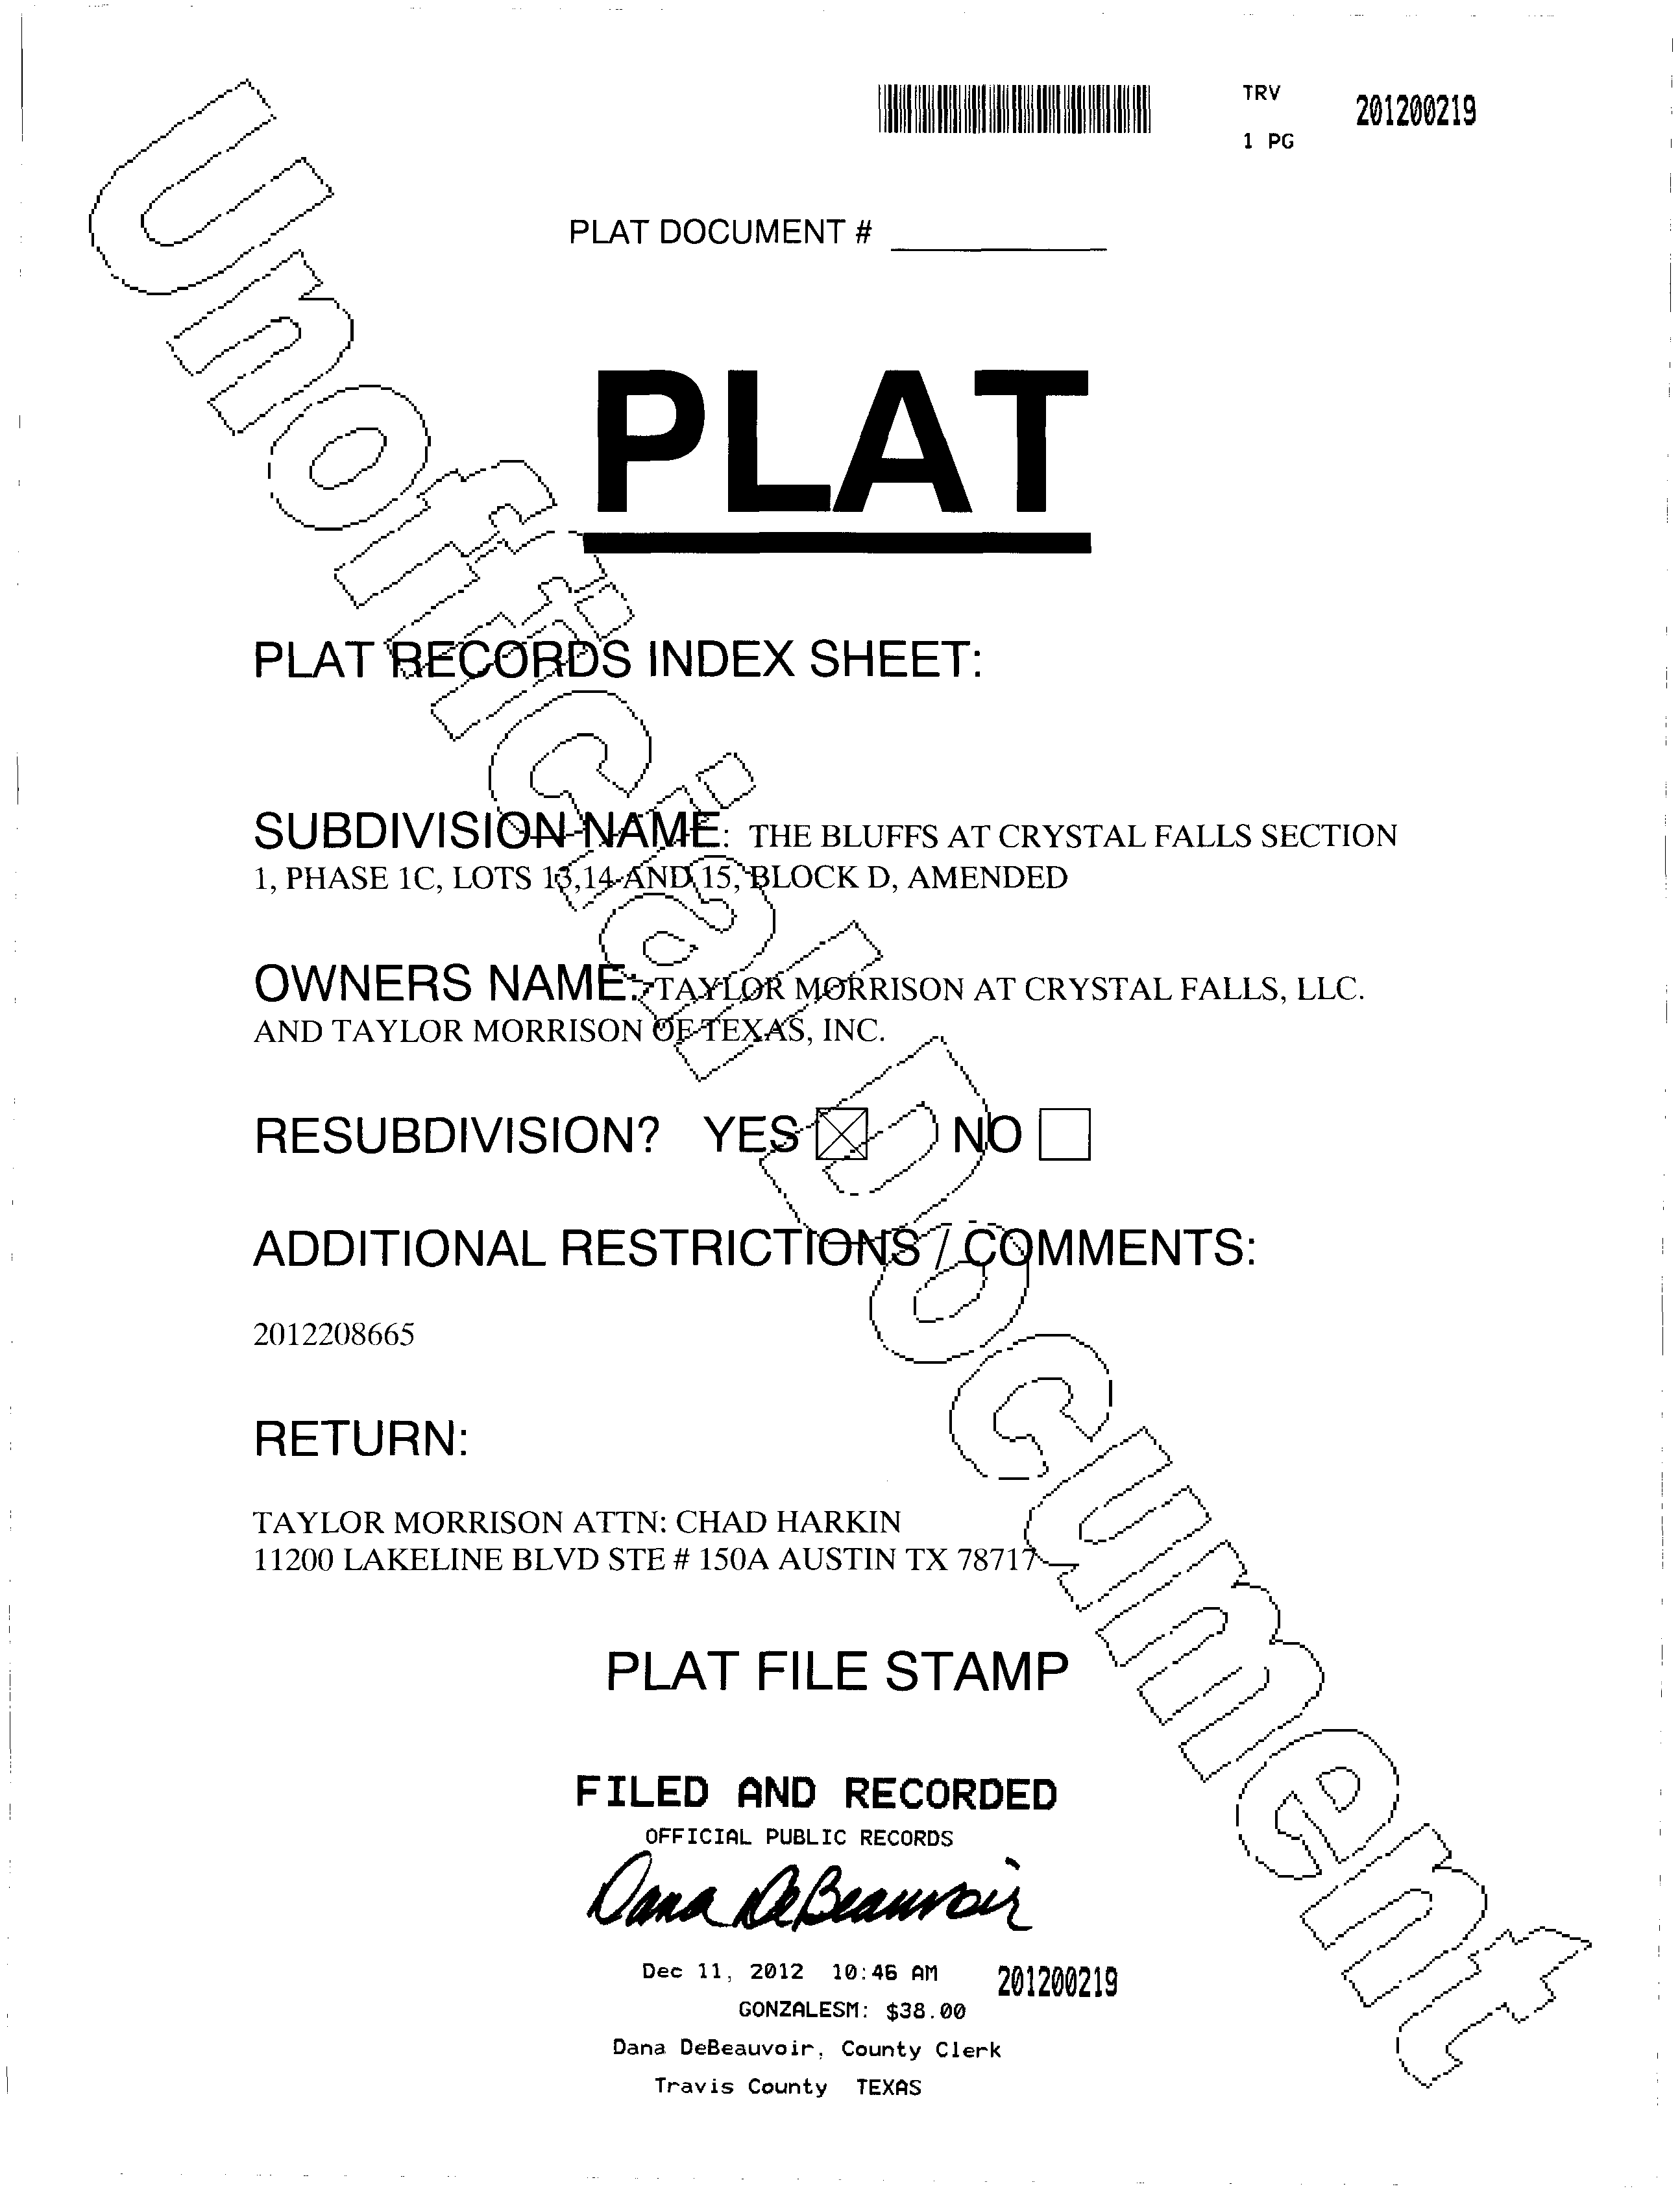 TRV 201200219
1 PG
PLAT DOCUMENT # ____________
PLAT
PLAT RECORDS INDEX SHEET:
SUBDIVISION NAME: THE BLUFFS AT CRYSTAL FALLS SECTION
1, PHASE 1C, LOTS 13,14 AND 15, BLOCK D, AMENDED
OWNERS NAME: TAYLOR MORRISON AT CRYSTAL FALLS, LLC.
AND TAYLOR MORRISON OF TEXAS, INC.
RESUBDIVISION? YES ☒ NO ☐
ADDITIONAL RESTRICTIONS / COMMENTS:
2012208665
RETURN:
TAYLOR MORRISON ATTN: CHAD HARKIN
11200 LAKELINE BLVD STE # 150A AUSTIN TX 78717
PLAT FILE STAMP
FILED AND RECORDED
OFFICIAL PUBLIC RECORDS
Dana DeBeauvoir
Dec 11, 2012 10:46 AM 201200219
GONZALESM: $38.00
Dana DeBeauvoir, County Clerk
Travis County TEXAS
Unofficial Document